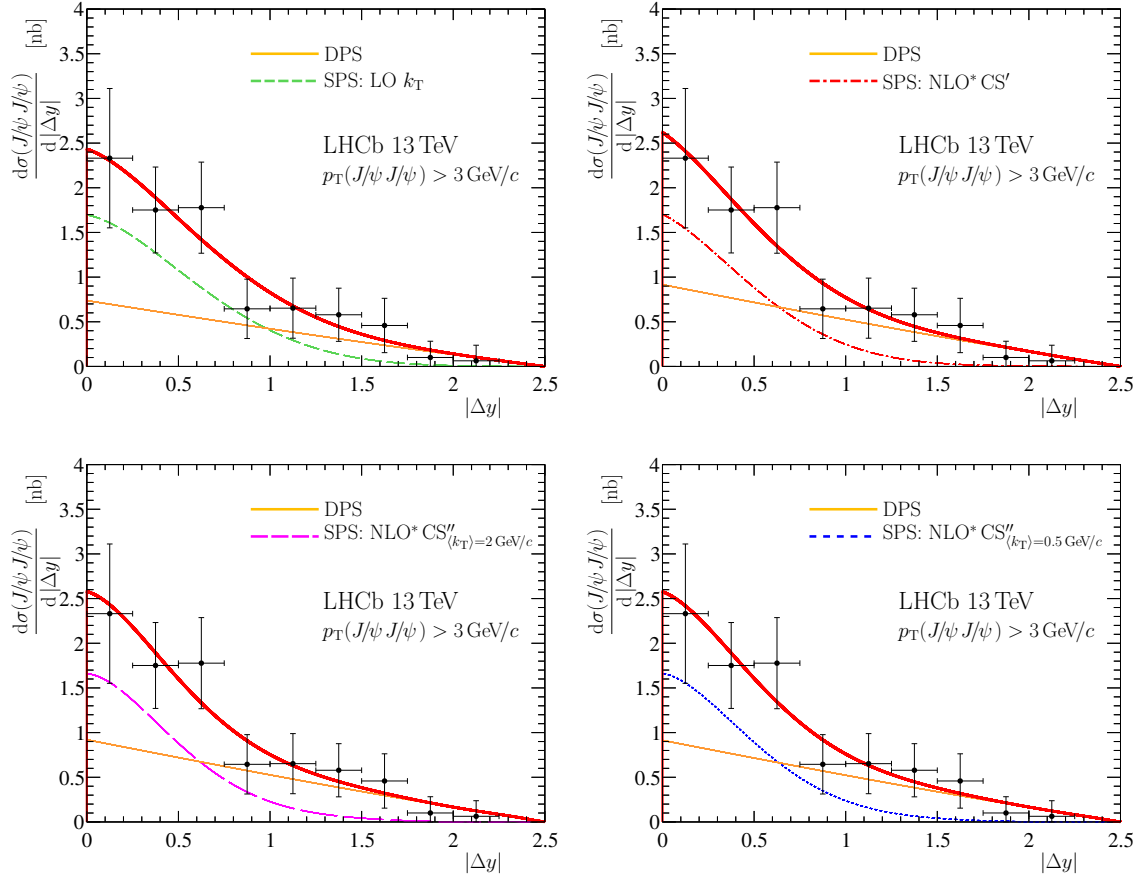 dσ(J/ψ J/ψ) / d|Δy| [nb]
4
3.5
3
2.5
2
1.5
1
0.5
0
DPS
SPS: LO k_T
LHCb 13 TeV
p_T(J/ψ J/ψ) > 3 GeV/c
0 0.5 1 1.5 2 2.5
|Δy|
dσ(J/ψ J/ψ) / d|Δy| [nb]
4
3.5
3
2.5
2
1.5
1
0.5
0
DPS
SPS: NLO* CS′
LHCb 13 TeV
p_T(J/ψ J/ψ) > 3 GeV/c
0 0.5 1 1.5 2 2.5
|Δy|
dσ(J/ψ J/ψ) / d|Δy| [nb]
4
3.5
3
2.5
2
1.5
1
0.5
0
DPS
SPS: NLO* CS″⟨k_T⟩=2 GeV/c
LHCb 13 TeV
p_T(J/ψ J/ψ) > 3 GeV/c
0 0.5 1 1.5 2 2.5
|Δy|
dσ(J/ψ J/ψ) / d|Δy| [nb]
4
3.5
3
2.5
2
1.5
1
0.5
0
DPS
SPS: NLO* CS″⟨k_T⟩=0.5 GeV/c
LHCb 13 TeV
p_T(J/ψ J/ψ) > 3 GeV/c
0 0.5 1 1.5 2 2.5
|Δy|